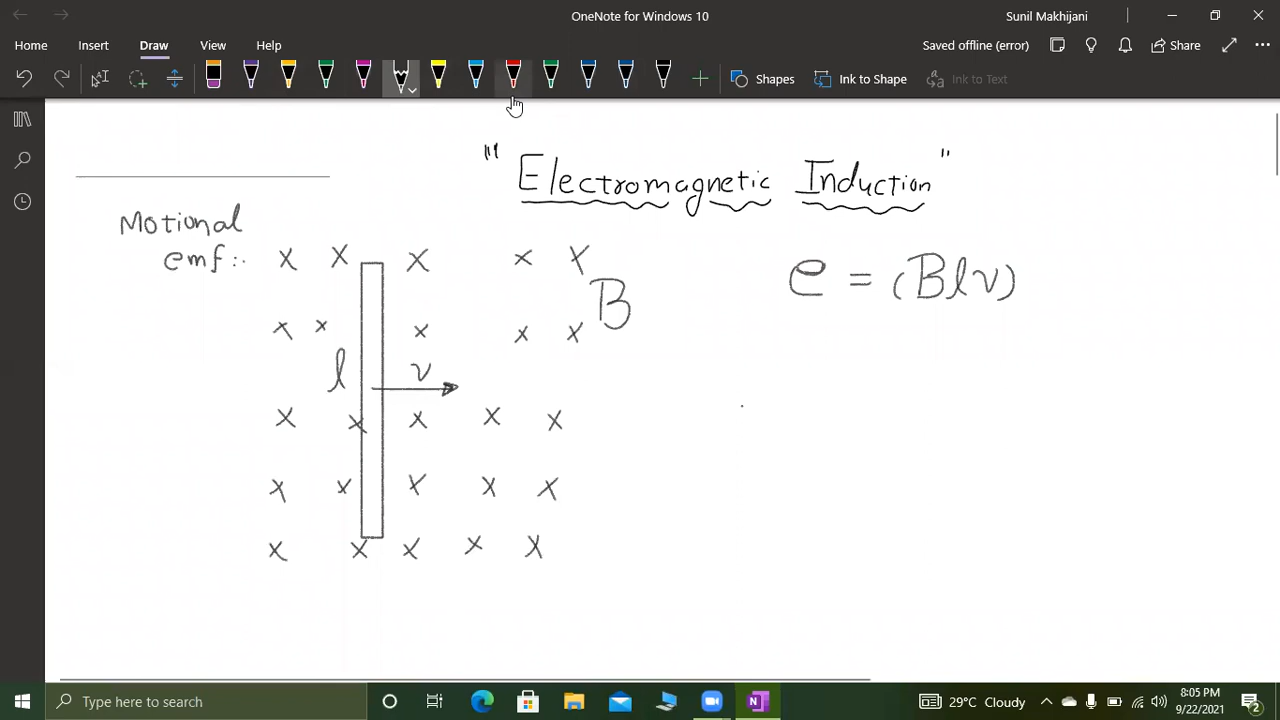 OneNote for Windows 10
Sunil Makhijani
Home Insert Draw View Help
Saved offline (error)
Share
Shapes
Ink to Shape
Ink to Text
" Electromagnetic Induction "
Motional
emf:.
x x x x x
B
e = (Blv)
x x x x x
l
v
x x x x x
x x x x x
x x x x x
Type here to search
29°C Cloudy
8:05 PM
9/22/2021
2